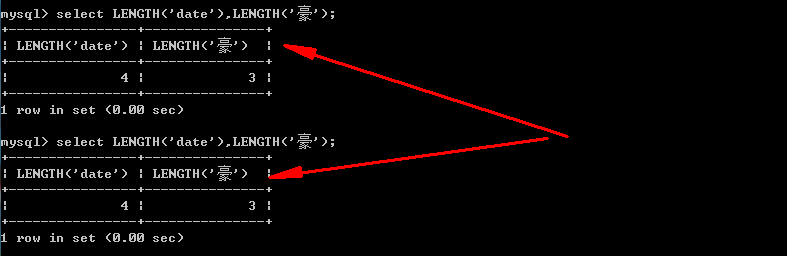 mysql> select LENGTH('date'),LENGTH('豪');
+----------------+---------------+
| LENGTH('date') | LENGTH('豪')  |
+----------------+---------------+
|              4 |             3 |
+----------------+---------------+
1 row in set (0.00 sec)
mysql> select LENGTH('date'),LENGTH('豪');
+----------------+---------------+
| LENGTH('date') | LENGTH('豪')  |
+----------------+---------------+
|              4 |             3 |
+----------------+---------------+
1 row in set (0.00 sec)